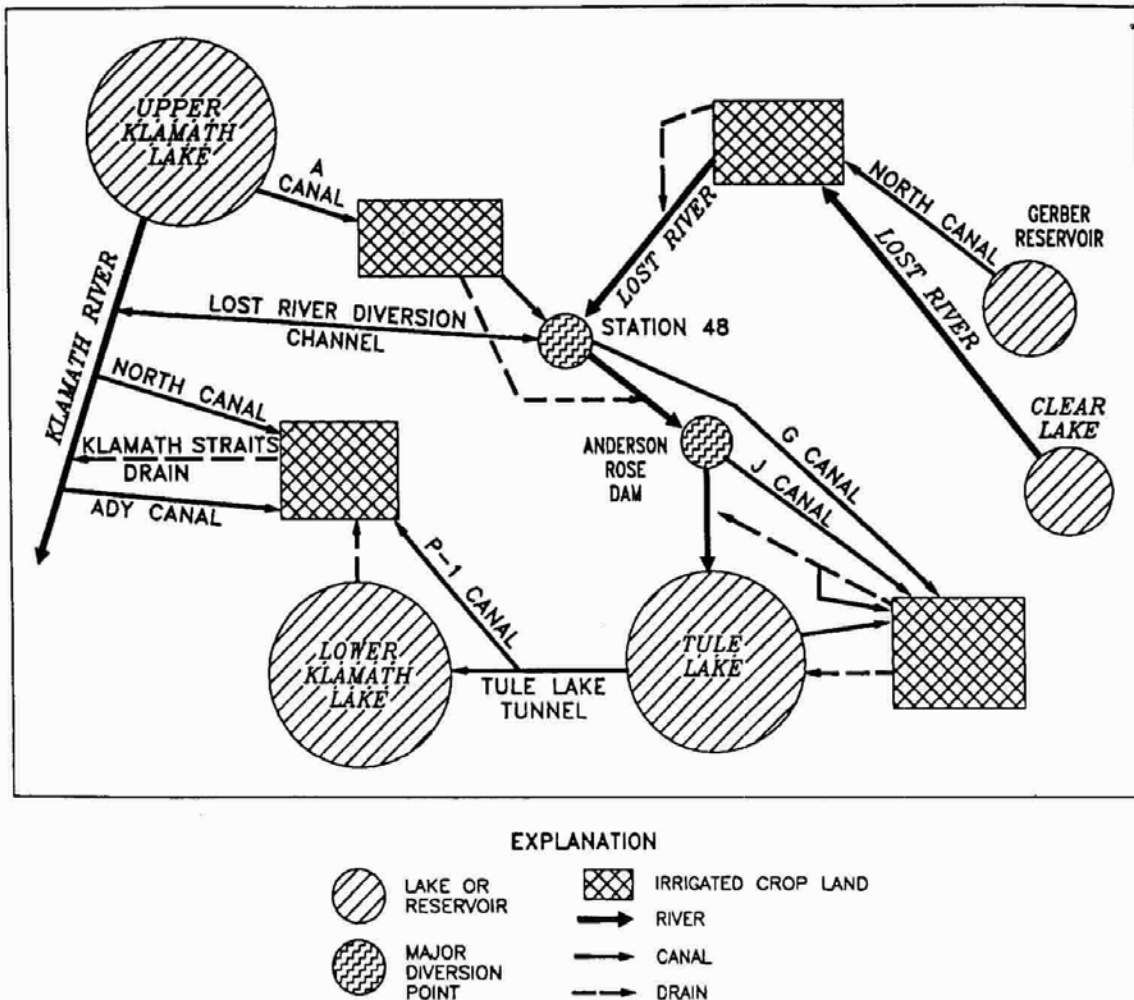 UPPER
KLAMATH
LAKE
A
CANAL
NORTH CANAL
GERBER
RESERVOIR
LOST RIVER
LOST RIVER
KLAMATH RIVER
LOST RIVER DIVERSION
CHANNEL
STATION 48
NORTH CANAL
CLEAR
LAKE
KLAMATH STRAITS
DRAIN
ANDERSON
ROSE
DAM
G CANAL
J CANAL
ADY CANAL
P-1 CANAL
LOWER
KLAMATH
LAKE
TULE LAKE
TUNNEL
TULE
LAKE
EXPLANATION
LAKE OR
RESERVOIR
IRRIGATED CROP LAND
RIVER
MAJOR
DIVERSION
POINT
CANAL
DRAIN